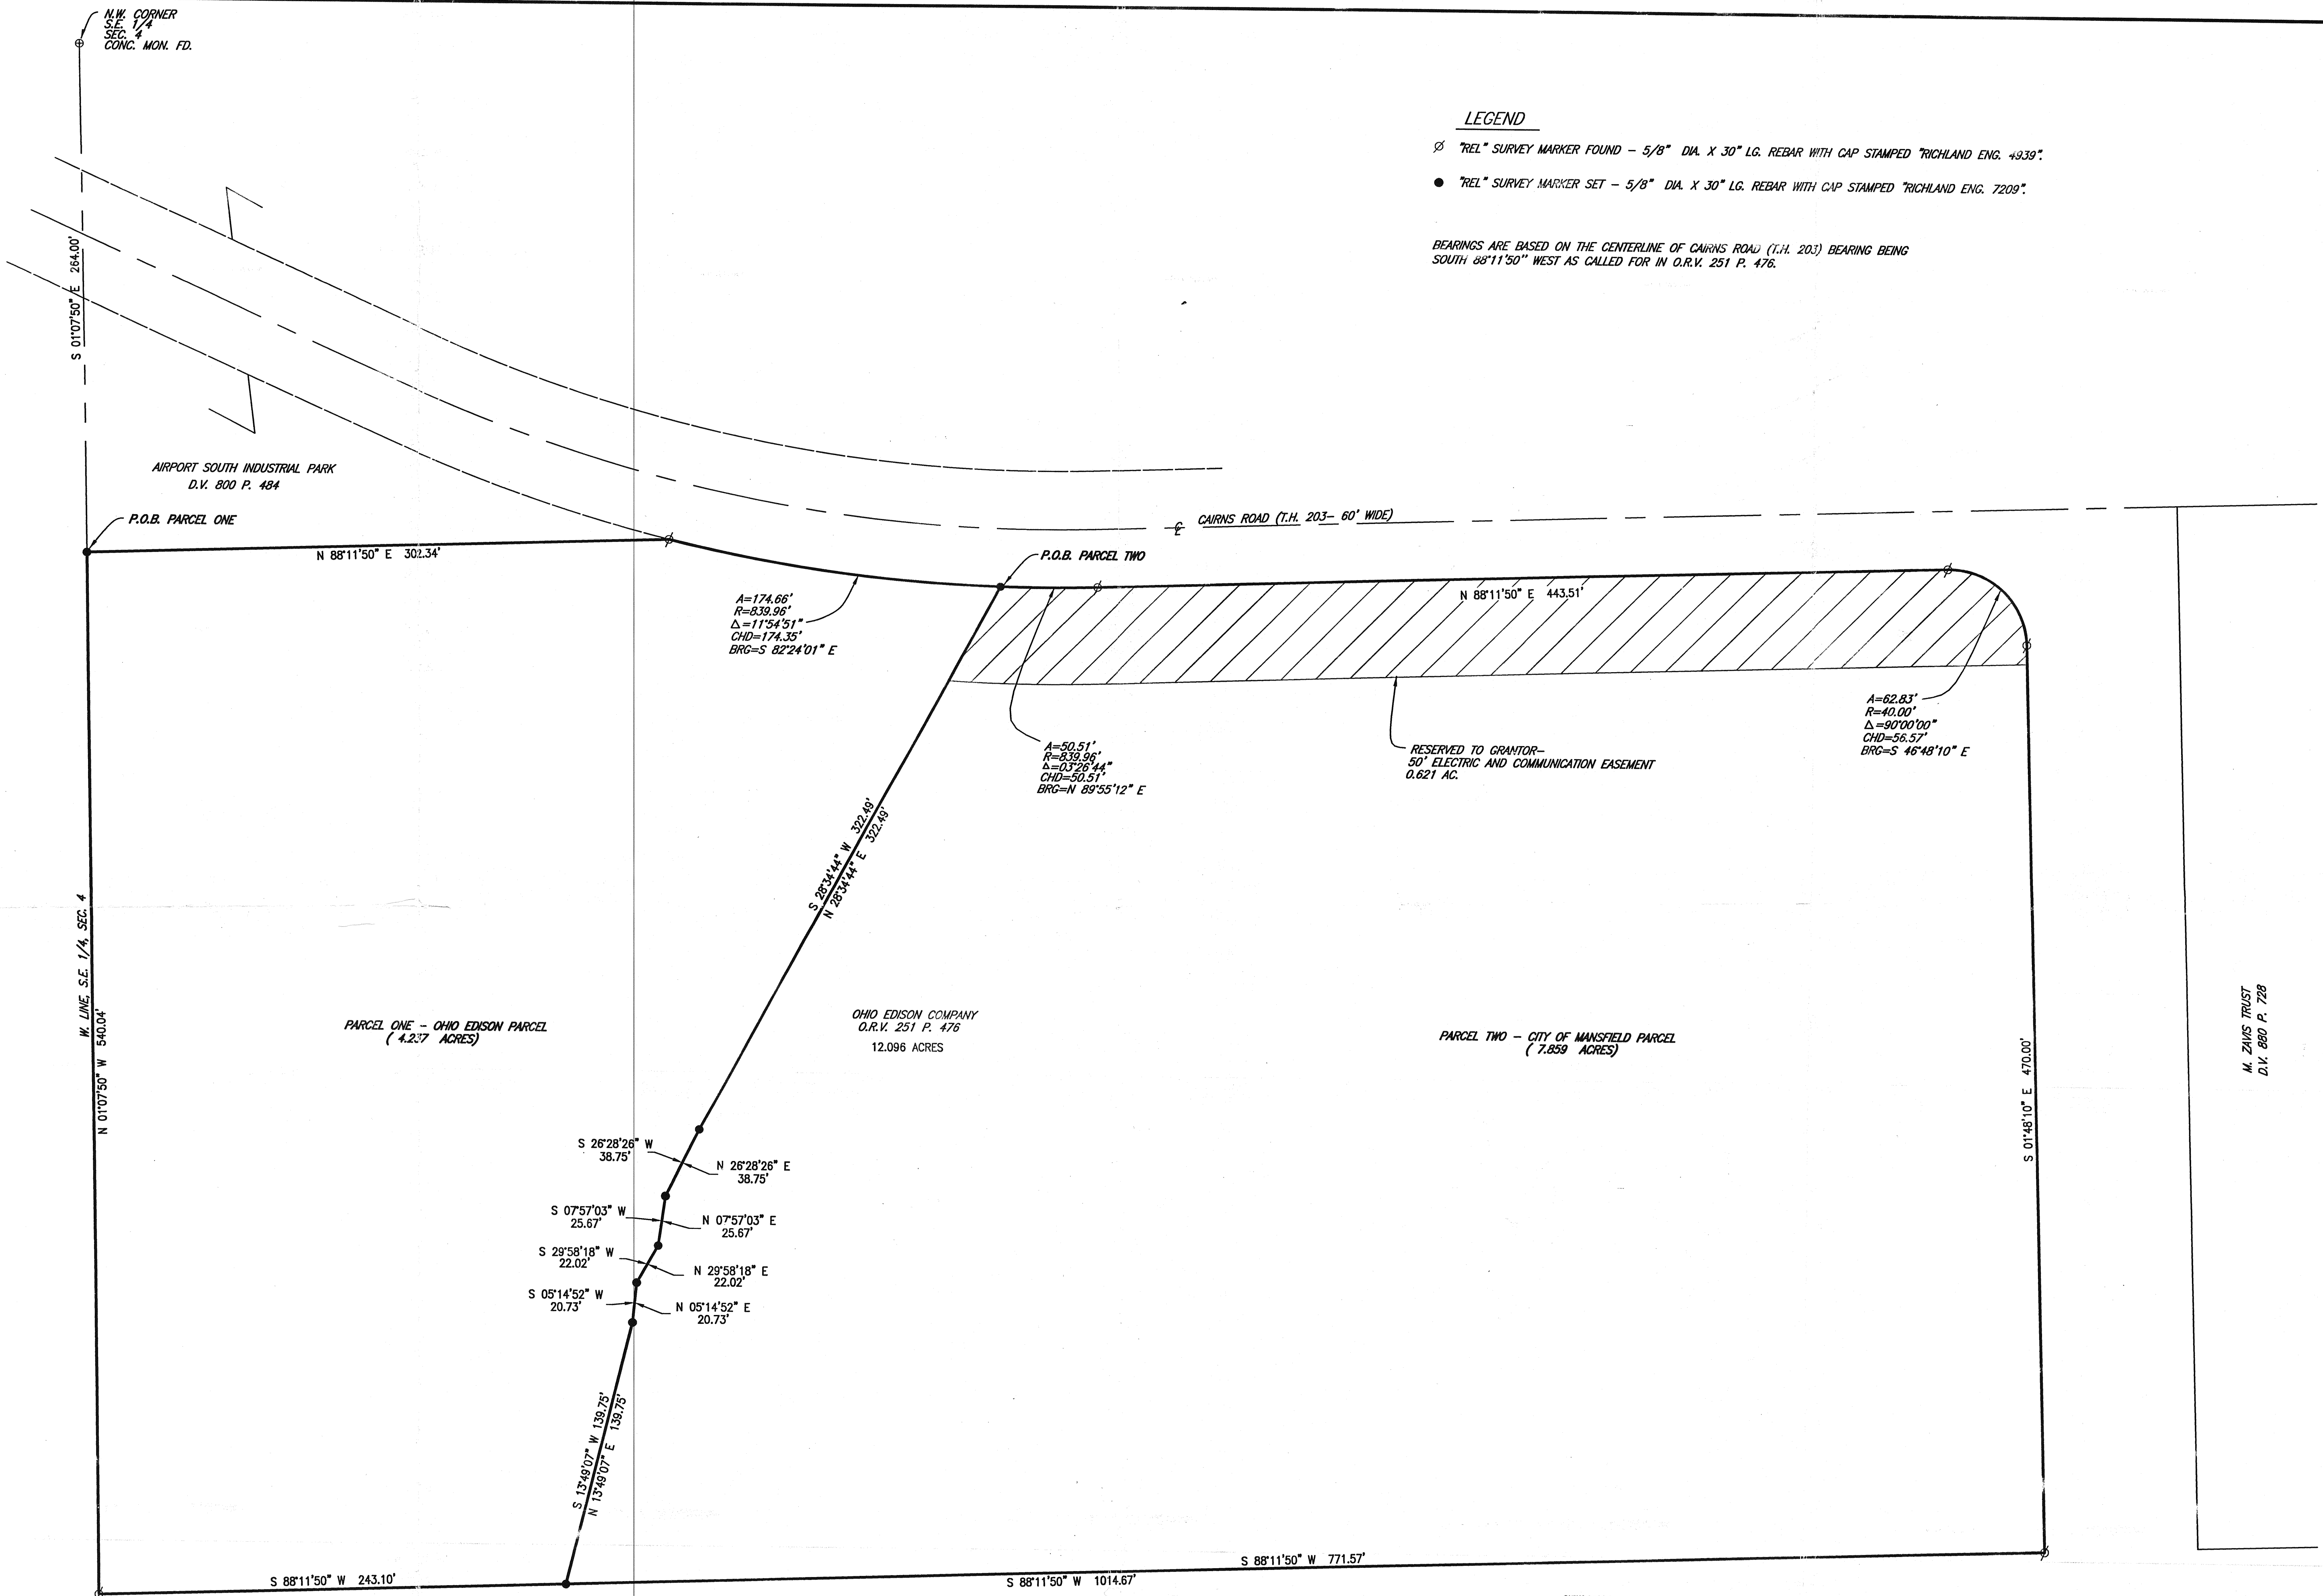 N.W. CORNER
S.E. 1/4
SEC. 4
CONC. MON. FD.
LEGEND
"REL" SURVEY MARKER FOUND - 5/8" DIA. X 30" LG. REBAR WITH CAP STAMPED "RICHLAND ENG. 4939".
"REL" SURVEY MARKER SET - 5/8" DIA. X 30" LG. REBAR WITH CAP STAMPED "RICHLAND ENG. 7209".
BEARINGS ARE BASED ON THE CENTERLINE OF CAIRNS ROAD (T.H. 203) BEARING BEING
SOUTH 88°11'50" WEST AS CALLED FOR IN O.R.V. 251 P. 476.
S 01°07'50" E 264.00'
AIRPORT SOUTH INDUSTRIAL PARK
D.V. 800 P. 484
P.O.B. PARCEL ONE
N 88°11'50" E 302.34'
CAIRNS ROAD (T.H. 203- 60' WIDE)
P.O.B. PARCEL TWO
A=174.66'
R=839.96'
Δ=11°54'51"
CHD=174.35'
BRG=S 82°24'01" E
N 88°11'50" E 443.51'
A=50.51'
R=839.96'
Δ=03°26'44"
CHD=50.51'
BRG=N 89°55'12" E
RESERVED TO GRANTOR-
50' ELECTRIC AND COMMUNICATION EASEMENT
0.621 AC.
A=62.83'
R=40.00'
Δ=90°00'00"
CHD=56.57'
BRG=S 46°48'10" E
S 28°34'44" W 322.49'
N 28°34'44" E 322.49'
W. LINE, S.E. 1/4, SEC. 4
N 01°07'50" W 540.04'
PARCEL ONE - OHIO EDISON PARCEL
( 4.237 ACRES)
OHIO EDISON COMPANY
O.R.V. 251 P. 476
12.096 ACRES
PARCEL TWO - CITY OF MANSFIELD PARCEL
( 7.859 ACRES)
S 01°48'10" E 470.00'
M. ZAVIS TRUST
D.V. 880 P. 728
S 26°28'26" W
38.75'
N 26°28'26" E
38.75'
S 07°57'03" W
25.67'
N 07°57'03" E
25.67'
S 29°58'18" W
22.02'
N 29°58'18" E
22.02'
S 05°14'52" W
20.73'
N 05°14'52" E
20.73'
S 13°49'07" W 139.75'
N 13°49'07" E 139.75'
S 88°11'50" W 243.10'
S 88°11'50" W 1014.67'
S 88°11'50" W 771.57'